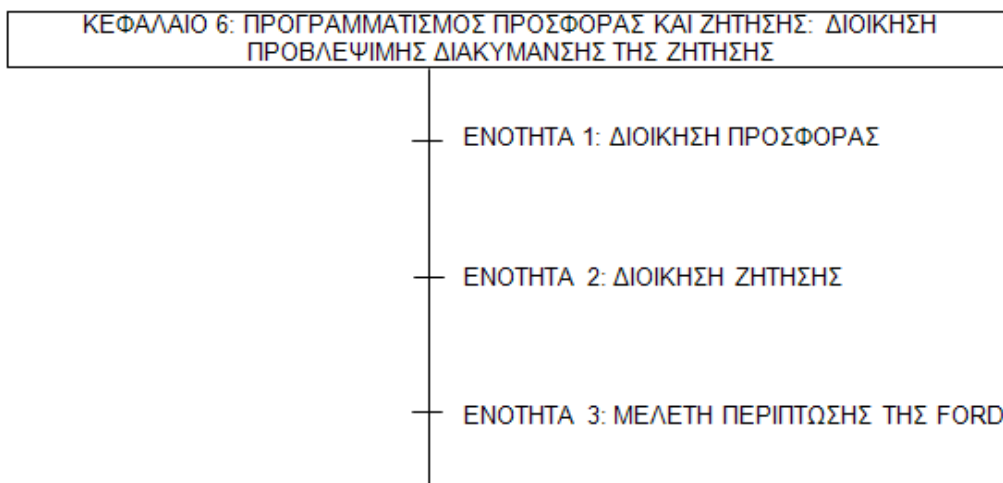 ΚΕΦΑΛΑΙΟ 6: ΠΡΟΓΡΑΜΜΑΤΙΣΜΟΣ ΠΡΟΣΦΟΡΑΣ ΚΑΙ ΖΗΤΗΣΗΣ: ΔΙΟΙΚΗΣΗ
ΠΡΟΒΛΕΨΙΜΗΣ ΔΙΑΚΥΜΑΝΣΗΣ ΤΗΣ ΖΗΤΗΣΗΣ
ΕΝΟΤΗΤΑ 1: ΔΙΟΙΚΗΣΗ ΠΡΟΣΦΟΡΑΣ
ΕΝΟΤΗΤΑ 2: ΔΙΟΙΚΗΣΗ ΖΗΤΗΣΗΣ
ΕΝΟΤΗΤΑ 3: ΜΕΛΕΤΗ ΠΕΡΙΠΤΩΣΗΣ ΤΗΣ FORD